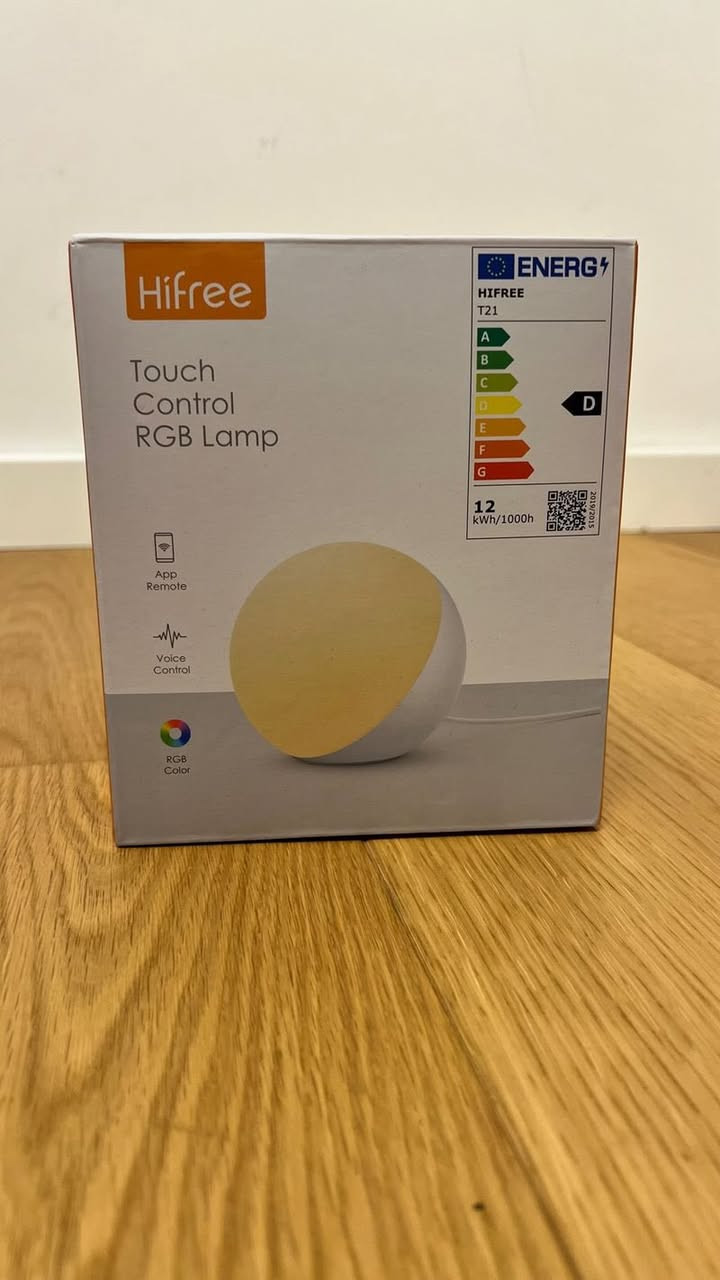 Hifree
Touch
Control
RGB Lamp
App
Remote
Voice
Control
RGB
Color
ENERG
HIFREE
T21
A
B
C
D
E
F
G
D
12
kWh/1000h
2019/2015